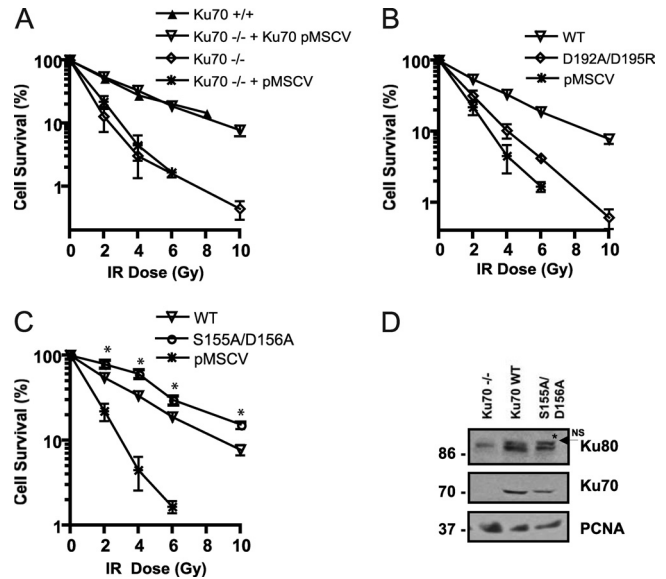 A
Ku70 +/+
Ku70 -/- + Ku70 pMSCV
Ku70 -/-
Ku70 -/- + pMSCV
Cell Survival (%)
100
10
1
0 2 4 6 8 10
IR Dose (Gy)
B
WT
D192A/D195R
pMSCV
Cell Survival (%)
100
10
1
0 2 4 6 8 10
IR Dose (Gy)
C
WT
S155A/D156A
pMSCV
* * * *
Cell Survival (%)
100
10
1
0 2 4 6 8 10
IR Dose (Gy)
D
Ku70 -/-
Ku70 WT
S155A/
D156A
* NS
86 - Ku80
70 - Ku70
37 - PCNA